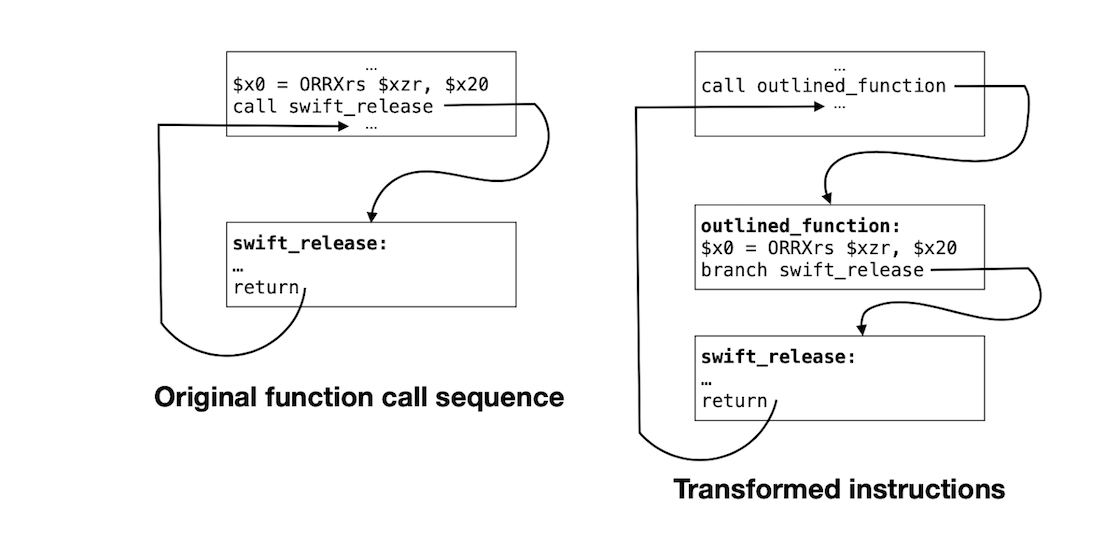 …
$x0 = ORRXrs $xzr, $x20
call swift_release
…
swift_release:
…
return
Original function call sequence
…
call outlined_function
…
outlined_function:
$x0 = ORRXrs $xzr, $x20
branch swift_release
swift_release:
…
return
Transformed instructions